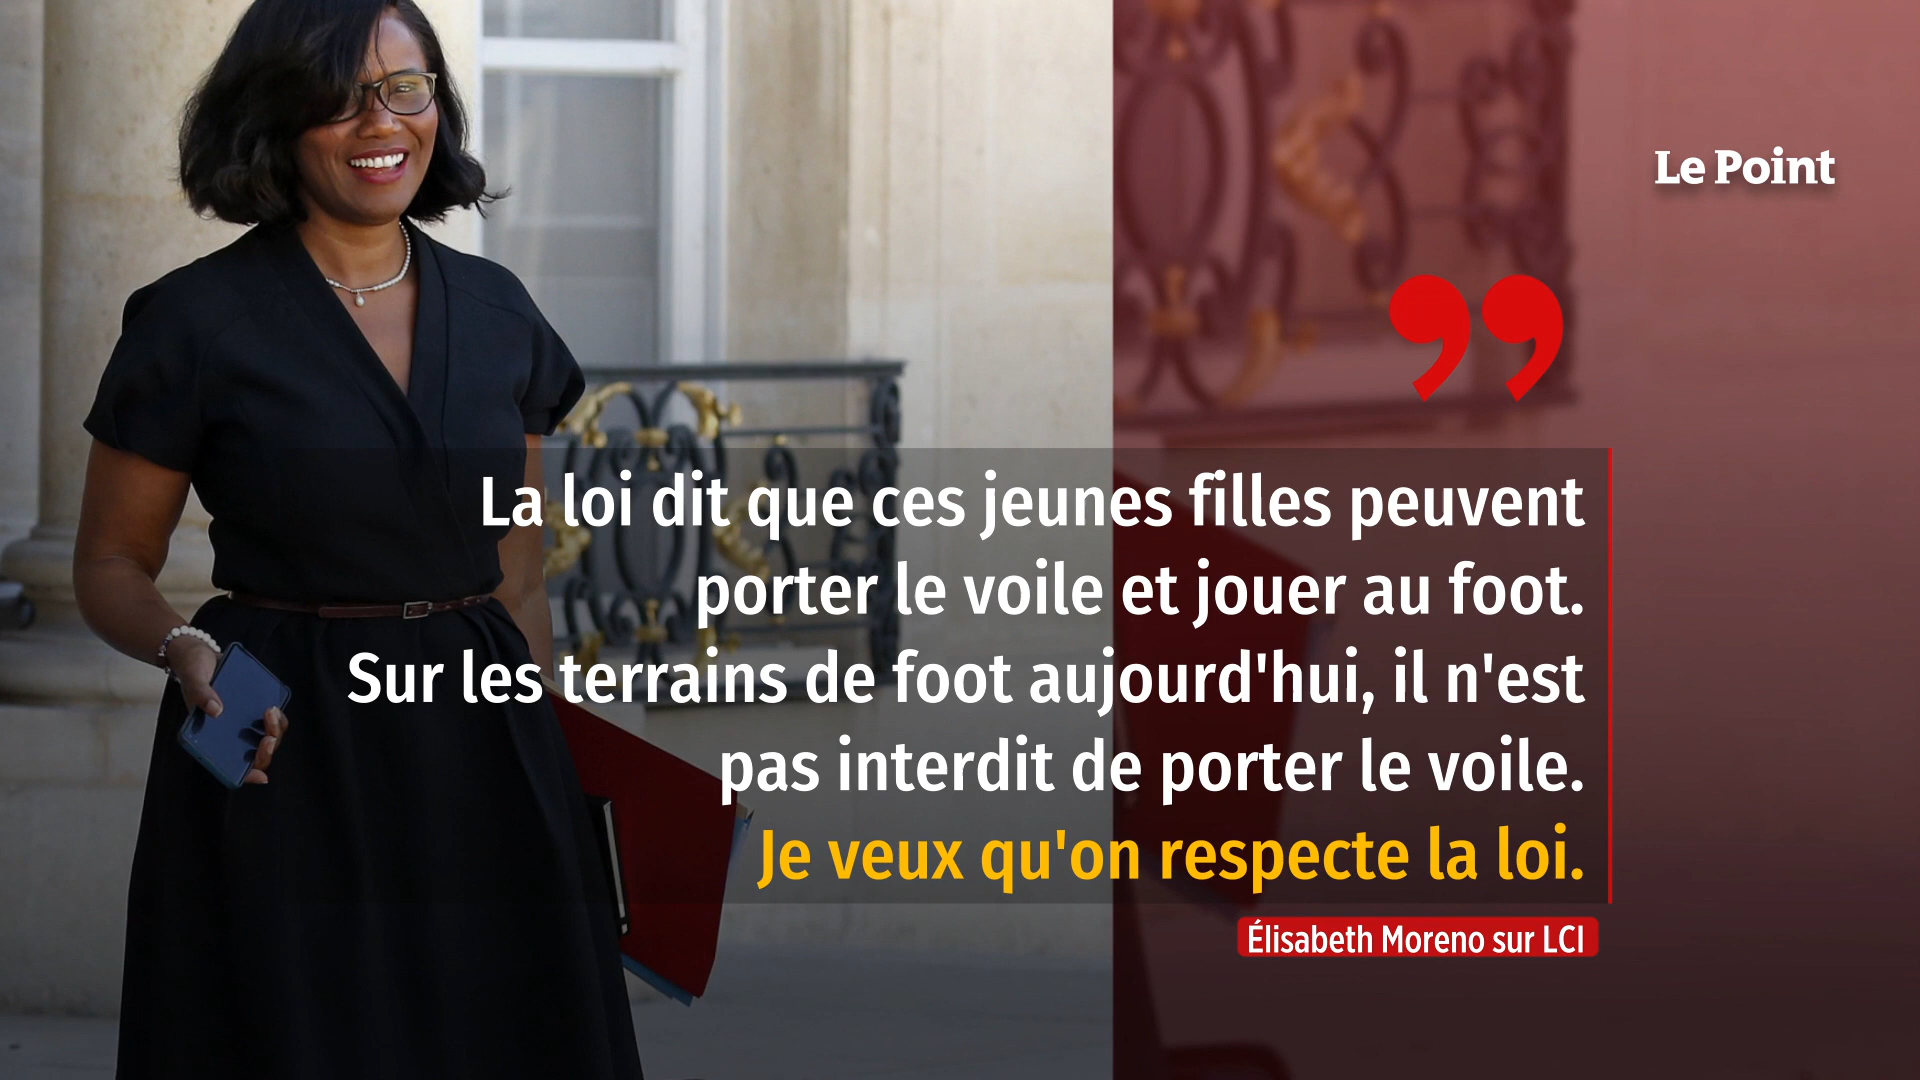 Le Point
”
La loi dit que ces jeunes filles peuvent
porter le voile et jouer au foot.
Sur les terrains de foot aujourd'hui, il n'est
pas interdit de porter le voile.
Je veux qu'on respecte la loi.
Élisabeth Moreno sur LCI